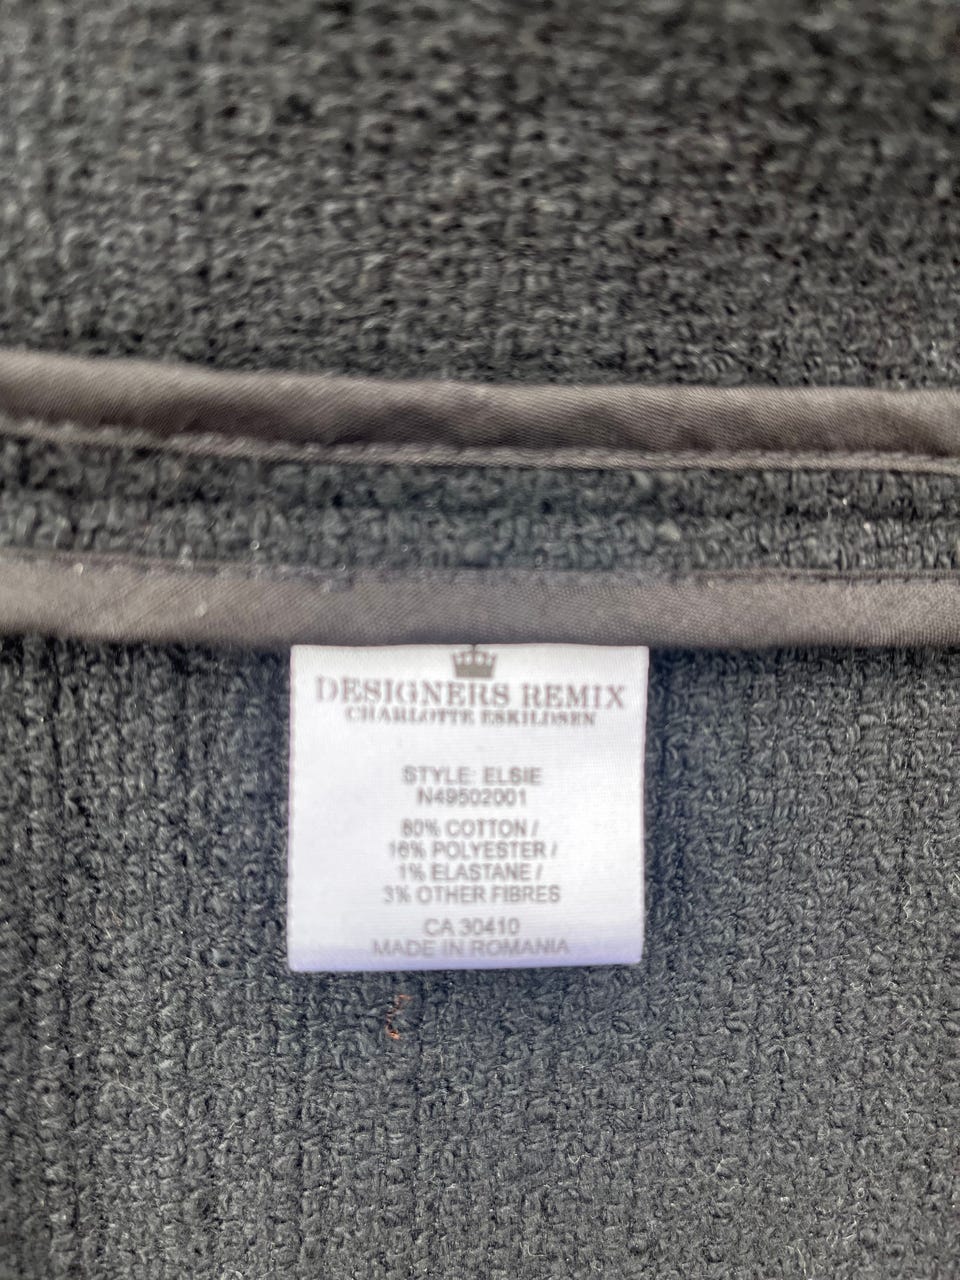 DESIGNERS REMIX
CHARLOTTE ESKILDSEN
STYLE: ELSIE
N49502001
80% COTTON /
16% POLYESTER /
1% ELASTANE /
3% OTHER FIBRES
CA 30410
MADE IN ROMANIA